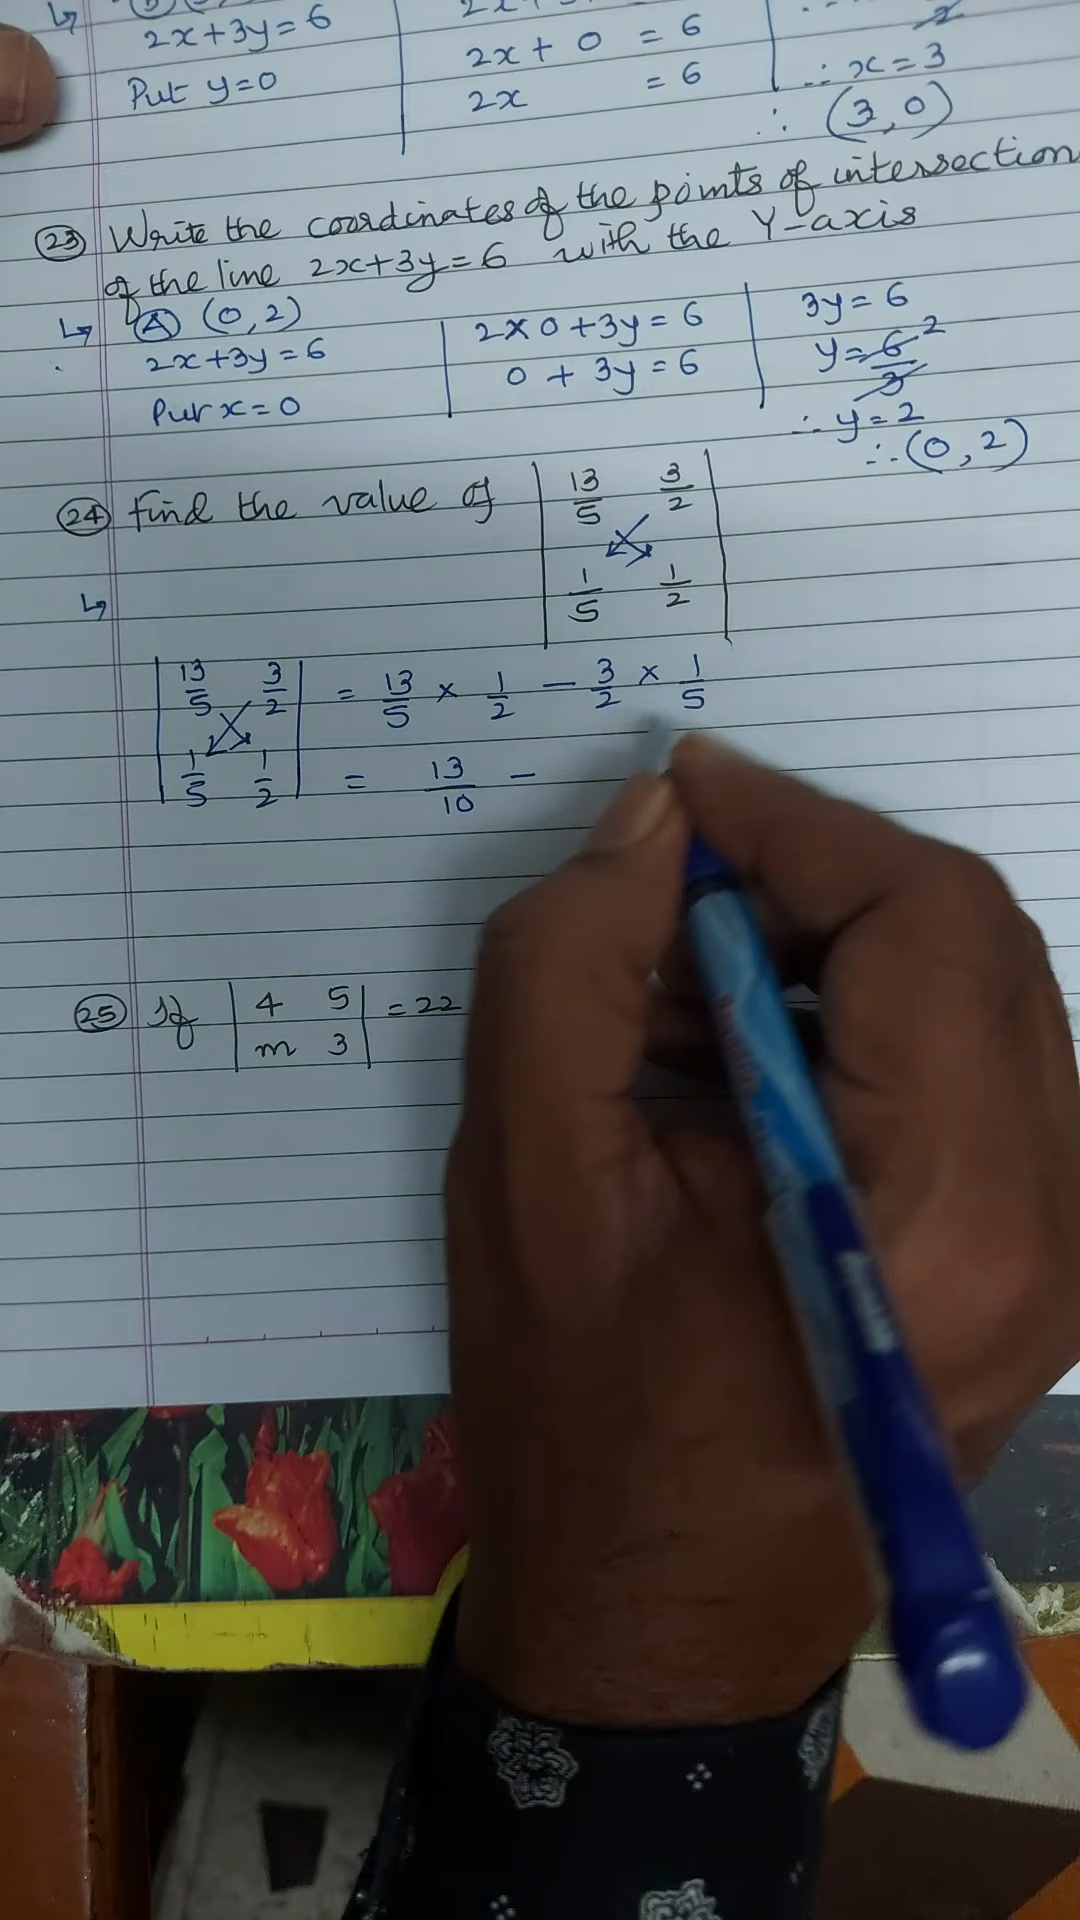 2x+3y=6
Put y=0
2x + 0 = 6
2x = 6
2
∴ x = 3
∴ (3, 0)
(23) Write the coordinates of the points of intersection
of the line 2x+3y=6 with the Y-axis
↳ (A) (0, 2)
2x+3y=6
Put x=0
2×0+3y=6
0 + 3y = 6
3y = 6
y = 6/3 2
∴ y = 2
∴ (0, 2)
(24) Find the value of | 13/5 3/2 |
| 1/5 1/2 |
↳
| 13/5 3/2 | = 13/5 × 1/2 − 3/2 × 1/5
| 1/5 1/2 | = 13/10 −
(25) If | 4 5 | = 22
| m 3 |